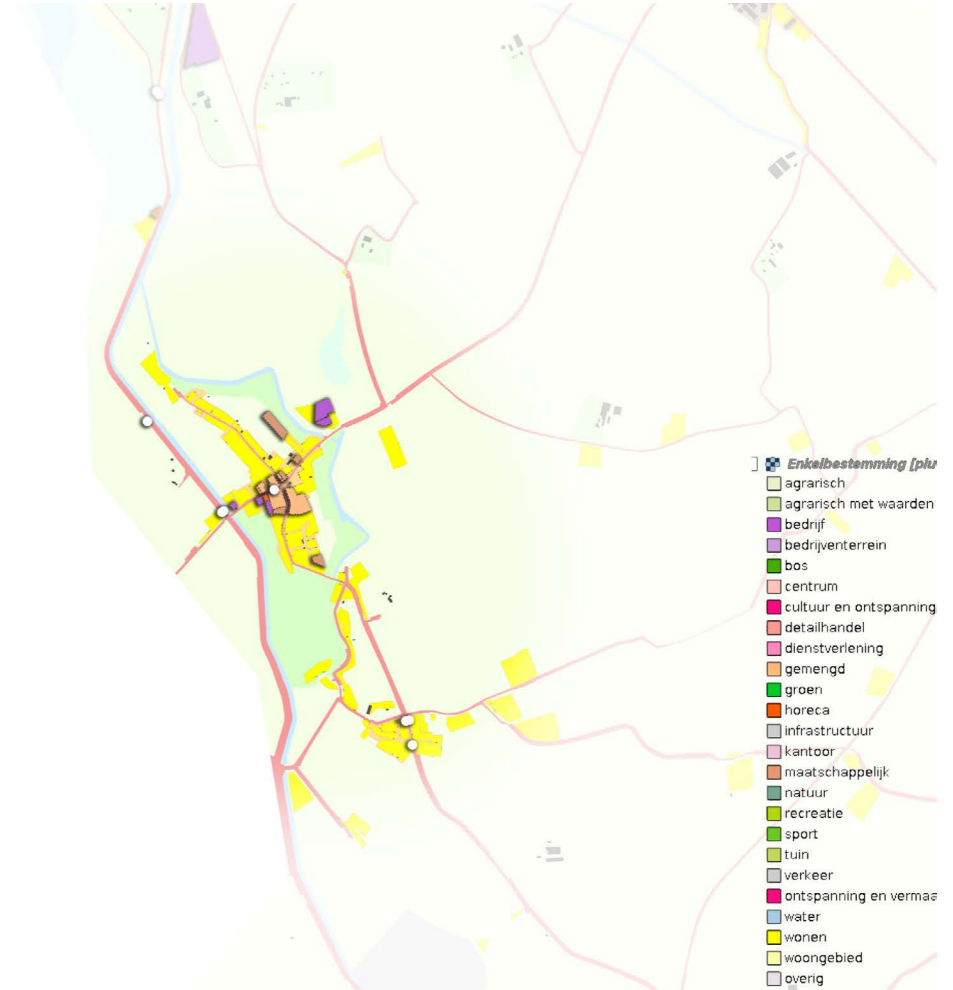 Enkelbestemming [plu
agrarisch
agrarisch met waarden
bedrijf
bedrijventerrein
bos
centrum
cultuur en ontspanning
detailhandel
dienstverlening
gemengd
groen
horeca
infrastructuur
kantoor
maatschappelijk
natuur
recreatie
sport
tuin
verkeer
ontspanning en vermaa
water
wonen
woongebied
overig